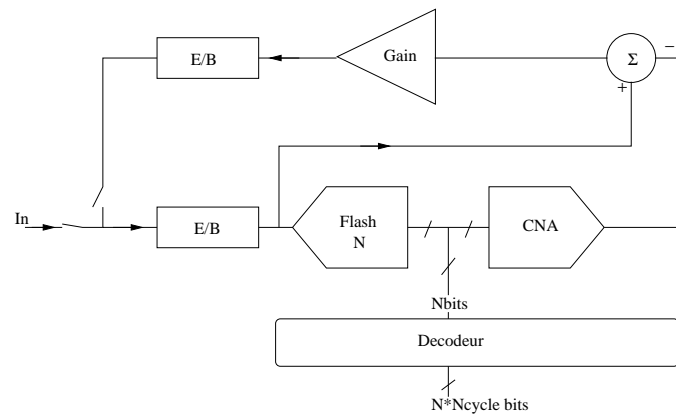 E/B
Gain
Σ
−
+
In
E/B
Flash
N
CNA
Nbits
Decodeur
N*Ncycle bits